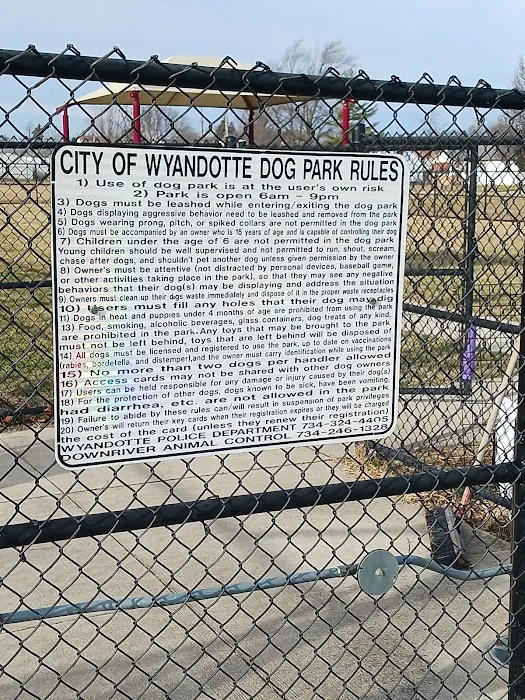 CITY OF WYANDOTTE DOG PARK RULES
1) Use of dog park is at the user's own risk
2) Park is open 6am - 9pm
3) Dogs must be leashed while entering/exiting the dog park
4) Dogs displaying aggressive behavior need to be leashed and removed from the park
5) Dogs wearing prong, pitch, or spiked collars are not permitted in the dog park
6) Dogs must be accompanied by an owner who is 16 years of age and is capable of controlling their dog
7) Children under the age of 6 are not permitted in the dog park
Young children should be well supervised and not permitted to run, shout, scream
chase after dogs, and shouldn't pet another dog unless given permission by the owner
8) Owner's must be attentive (not distracted by personal devices, baseball game
or other activities taking place in the park), so that they may see any negative
behaviors that their dog(s) may be displaying and address the situation
9) Owners must clean up their dogs waste immediately and dispose of it in the proper waste receptacles
10) Users must fill any holes that their dog may dig
11) Dogs in heat and puppies under 4 months of age are prohibited from using the park
13) Food, smoking, alcoholic beverages, glass containers, dog treats of any kind,
are prohibited in the park. Any toys that may be brought to the park
must not be left behind, toys that are left behind will be disposed of
14) All dogs must be licensed and registered to use the park, up to date on vaccinations
(rabies, bordetella, and distemper),and the owner must carry identification while using the park
15) No more than two dogs per handler allowed
16) Access cards may not be shared with other dog owners
17) Users can be held responsible for any damage or injury caused by their dog(s)
18) For the protection of other dogs, dogs known to be sick, have been vomiting,
had diarrhea, etc. are not allowed in the park
19) Failure to abide by these rules can/will result in suspension of park privileges
20) Owner's will return their key cards when their registration expires or they will be charged
the cost of the card (unless they renew their registration)
WYANDOTTE POLICE DEPARTMENT 734-324-4405
DOWNRIVER ANIMAL CONTROL 734-246-1328